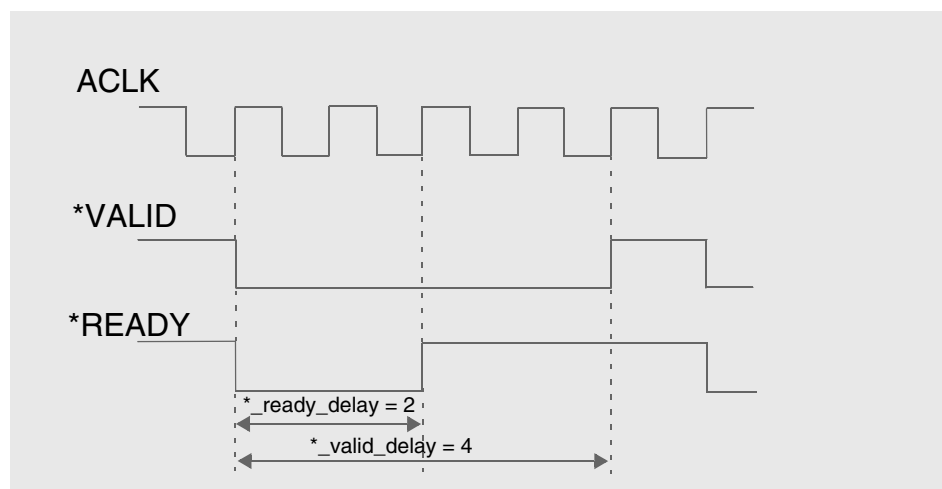 ACLK
*VALID
*READY
*_ready_delay = 2
*_valid_delay = 4